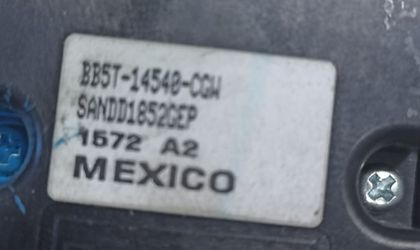 BB5T-14540-CGW
SANDD1852GEP
1572 A2
MEXICO